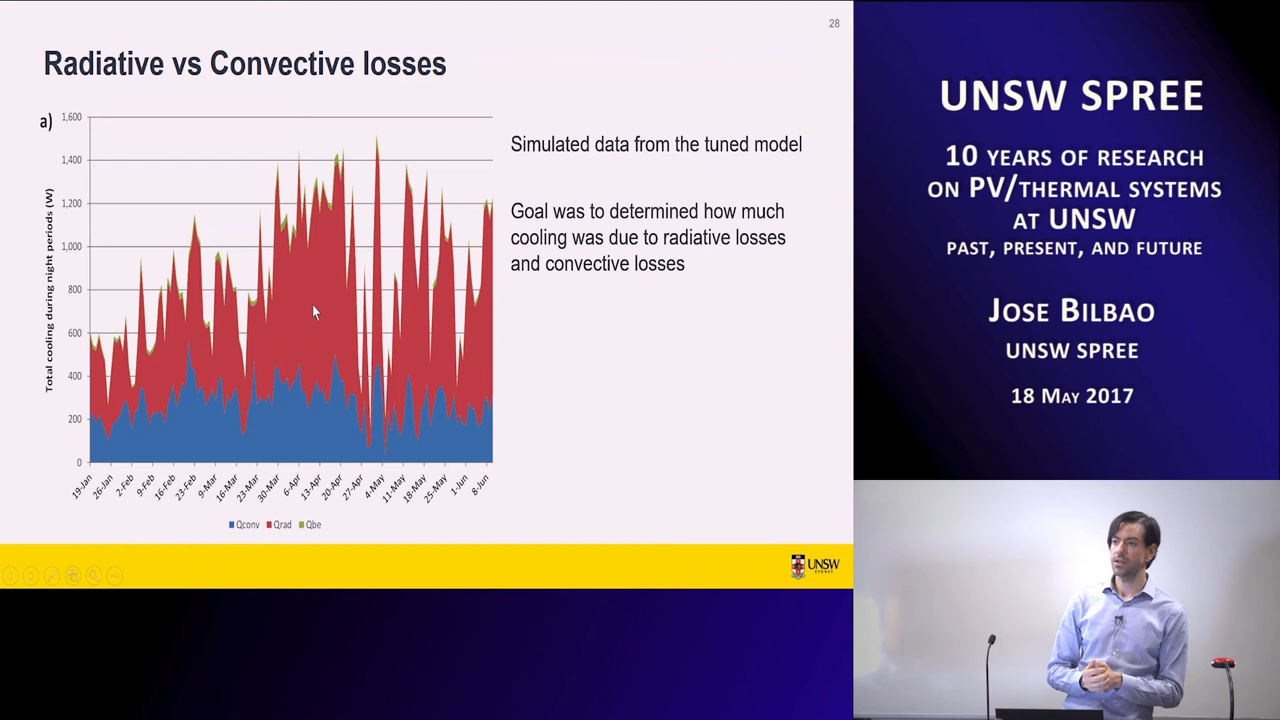 28
Radiative vs Convective losses
a)
Total cooling during night periods (W)
1,600
1,400
1,200
1,000
800
600
400
200
0
19-Jan
26-Jan
2-Feb
9-Feb
16-Feb
23-Feb
9-Mar
16-Mar
23-Mar
30-Mar
6-Apr
13-Apr
20-Apr
27-Apr
4-May
11-May
18-May
25-May
1-Jun
8-Jun
Qconv Qrad Qbe
Simulated data from the tuned model
Goal was to determined how much
cooling was due to radiative losses
and convective losses
UNSW
SYDNEY
UNSW SPREE
10 YEARS OF RESEARCH
ON PV/THERMAL SYSTEMS
AT UNSW
PAST, PRESENT, AND FUTURE
JOSE BILBAO
UNSW SPREE
18 MAY 2017